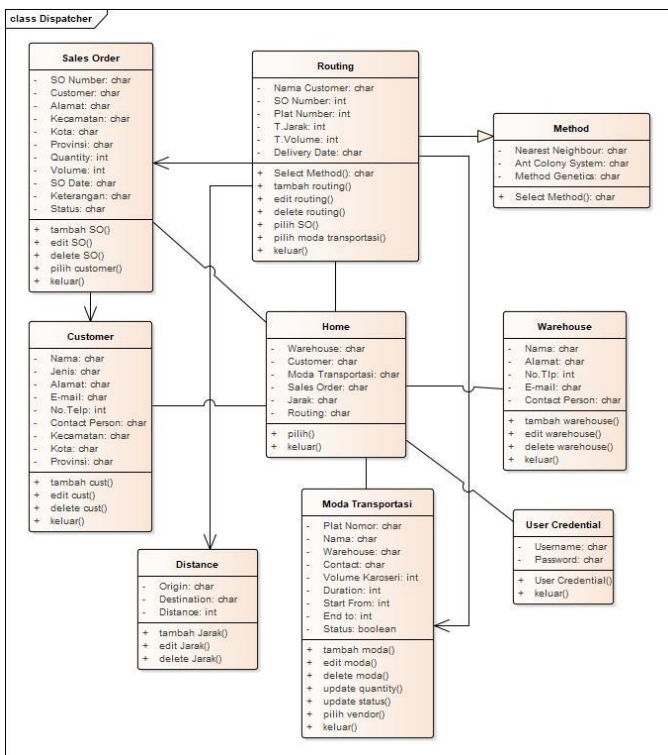 class Dispatcher
Sales Order
- SO Number: char
- Customer: char
- Alamat: char
- Kecamatan: char
- Kota: char
- Provinsi: char
- Quantity: int
- Volume: int
- SO Date: char
- Keterangan: char
- Status: char
+ tambah SO()
+ edit SO()
+ delete SO()
+ pilih customer()
+ keluar()
Routing
- Nama Customer: char
- SO Number: int
- Plat Number: int
- T.Jarak: int
- T.Volume: int
- Delivery Date: char
+ Select Method(): char
+ tambah routing()
+ edit routing()
+ delete routing()
+ pilih SO()
+ pilih moda transportasi()
+ keluar()
Method
- Nearest Neighbour: char
- Ant Colony System: char
- Method Genetics: char
+ Select Method(): char
Customer
- Nama: char
- Jenis: char
- Alamat: char
- E-mail: char
- No.Telp: int
- Contact Person: char
- Kecamatan: char
- Kota: char
- Provinsi: char
+ tambah cust()
+ edit cust()
+ delete cust()
+ keluar()
Home
- Warehouse: char
- Customer: char
- Moda Transportasi: char
- Sales Order: char
- Jarak: char
- Routing: char
+ pilih()
+ keluar()
Warehouse
- Nama: char
- Alamat: char
- No.Tlp: int
- E-mail: char
- Contact Person: char
+ tambah warehouse()
+ edit warehouse()
+ delete warehouse()
+ keluar()
Distance
- Origin: char
- Destination: char
- Distance: int
+ tambah Jarak()
+ edit Jarak()
+ delete Jarak()
Moda Transportasi
- Plat Nomor: char
- Nama: char
- Warehouse: char
- Contact: char
- Volume Karoseri: int
- Duration: int
- Start From: int
- End to: int
- Status: boolean
+ tambah moda()
+ edit moda()
+ delete moda()
+ update quantity()
+ update status()
+ pilih vendor()
+ keluar()
User Credential
- Username: char
- Password: char
+ User Credential()
+ keluar()